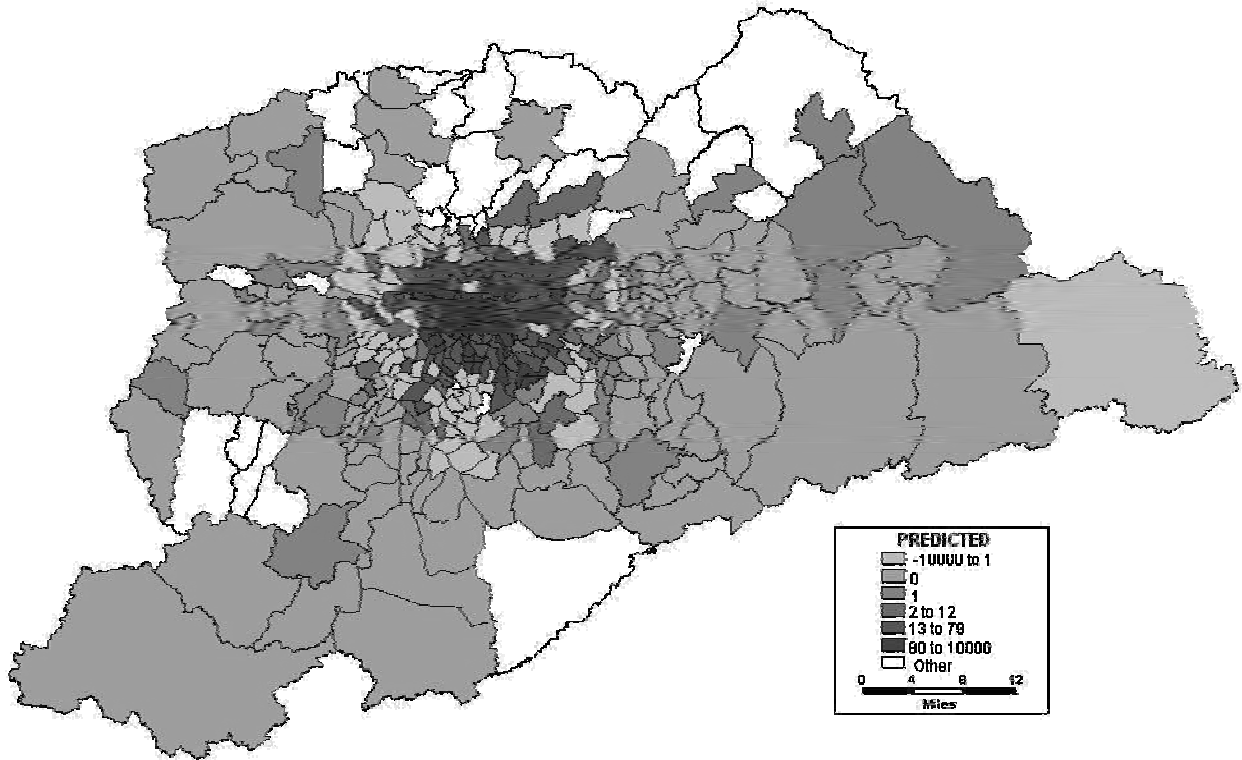 PREDICTED
-10000 to 1
0
1
2 to 12
13 to 79
80 to 10000
Other
0 4 8 12
Miles